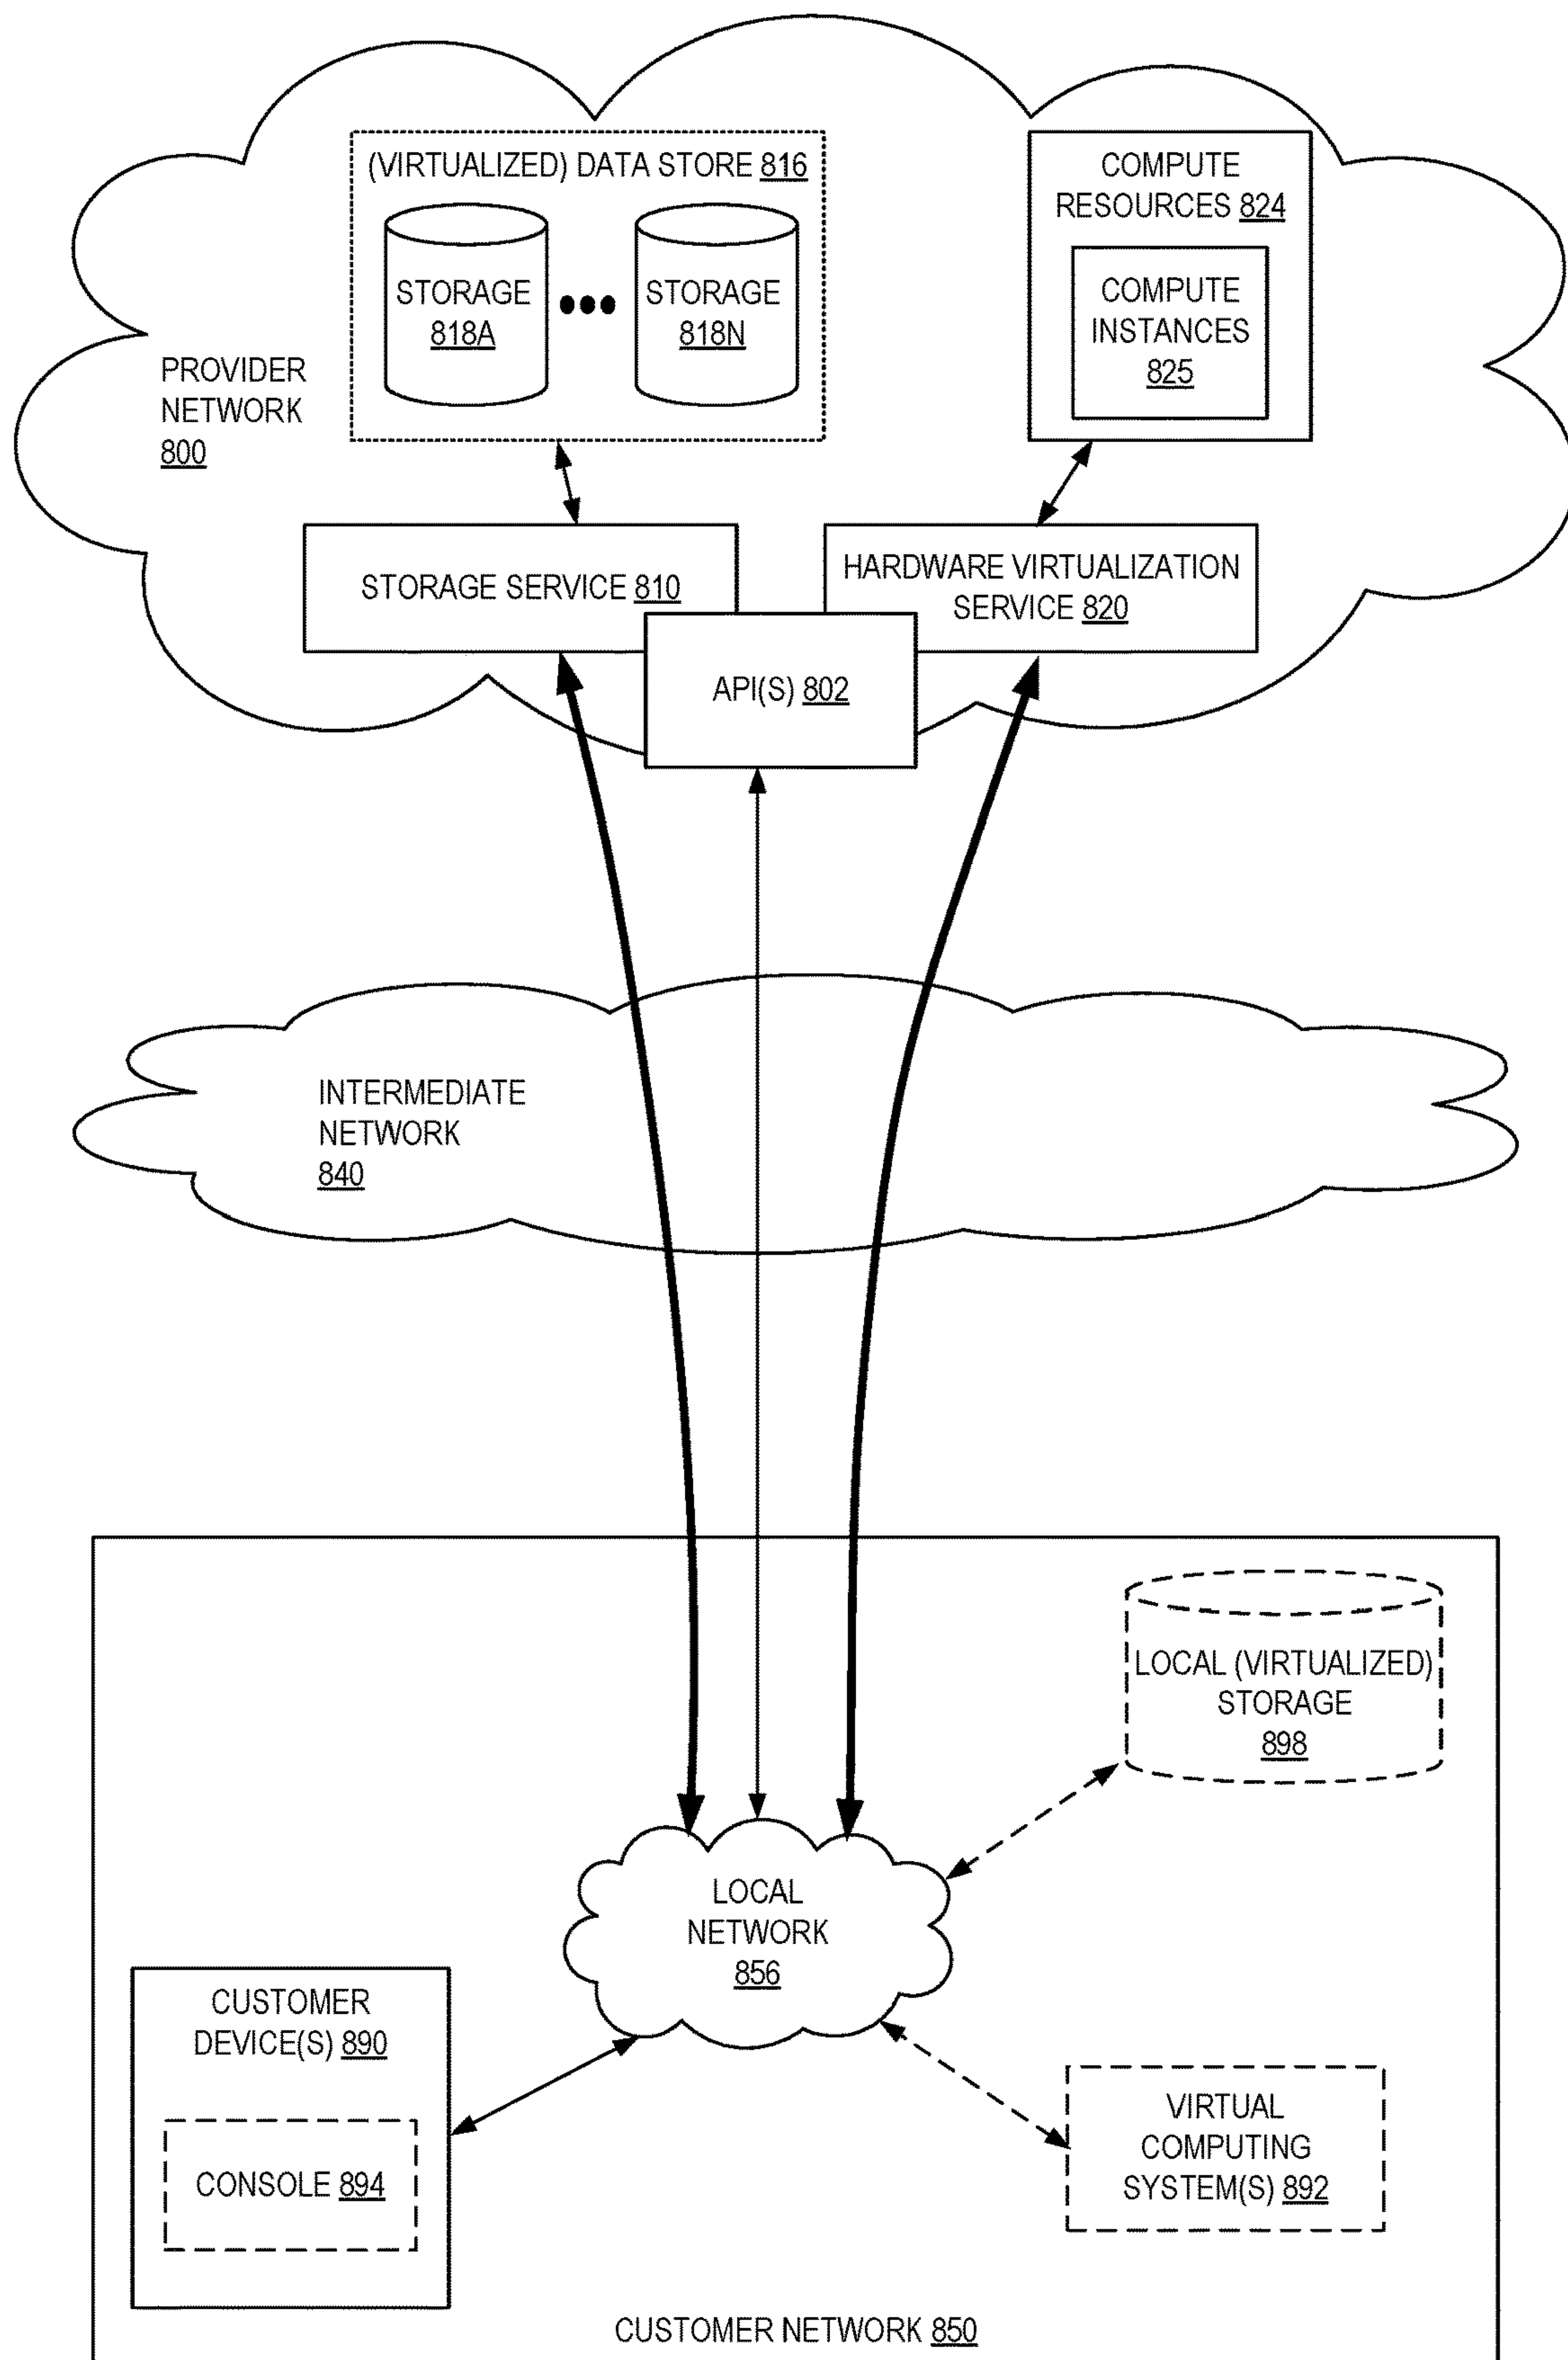 (VIRTUALIZED) DATA STORE 816
STORAGE
818A
STORAGE
818N
COMPUTE
RESOURCES 824
COMPUTE
INSTANCES
825
PROVIDER
NETWORK
800
STORAGE SERVICE 810
HARDWARE VIRTUALIZATION
SERVICE 820
API(S) 802
INTERMEDIATE
NETWORK
840
LOCAL (VIRTUALIZED)
STORAGE
898
LOCAL
NETWORK
856
CUSTOMER
DEVICE(S) 890
CONSOLE 894
VIRTUAL
COMPUTING
SYSTEM(S) 892
CUSTOMER NETWORK 850